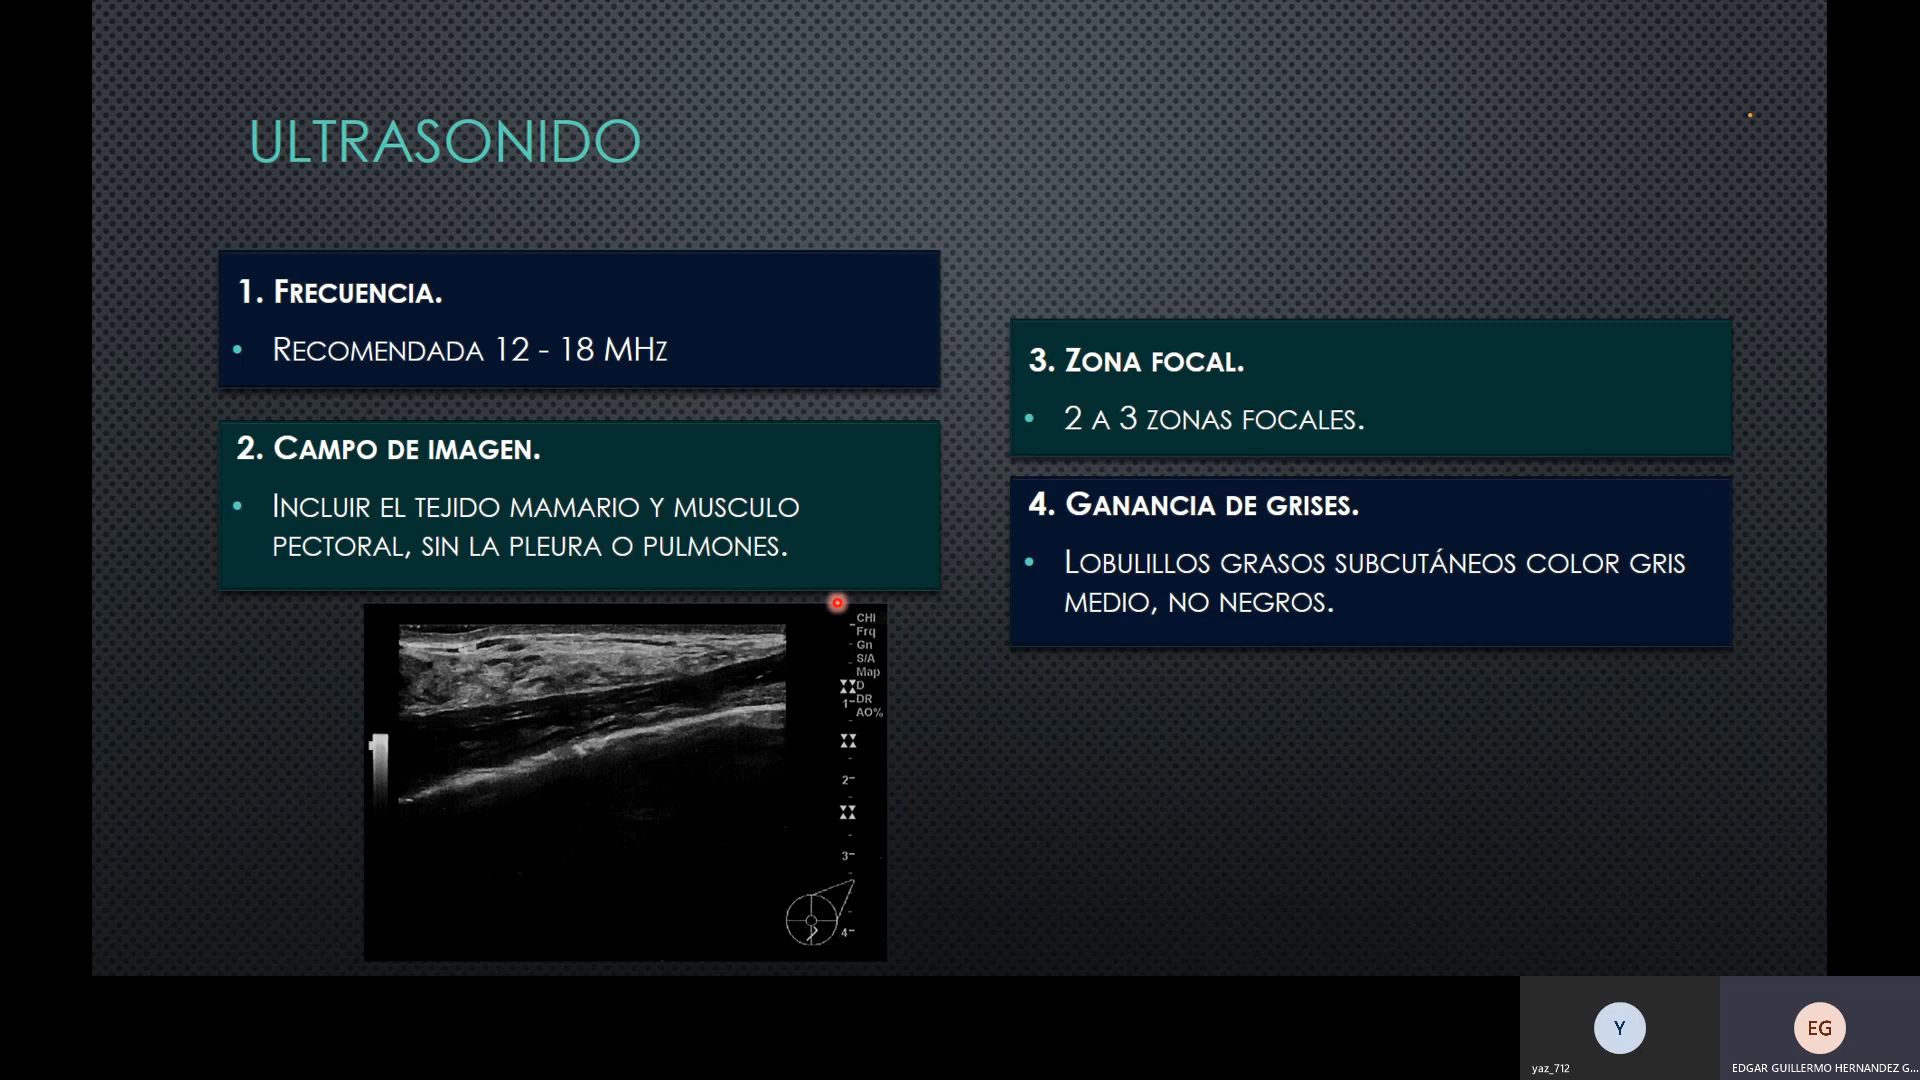 ULTRASONIDO
1. FRECUENCIA.
• RECOMENDADA 12 - 18 MHZ
2. CAMPO DE IMAGEN.
• INCLUIR EL TEJIDO MAMARIO Y MUSCULO
PECTORAL, SIN LA PLEURA O PULMONES.
3. ZONA FOCAL.
• 2 A 3 ZONAS FOCALES.
4. GANANCIA DE GRISES.
• LOBULILLOS GRASOS SUBCUTÁNEOS COLOR GRIS
MEDIO, NO NEGROS.
CHI
Frq
Gn
S/A
Map
D
DR
AO%
1
2
3
4
Y
yaz_712
EG
EDGAR GUILLERMO HERNANDEZ G...